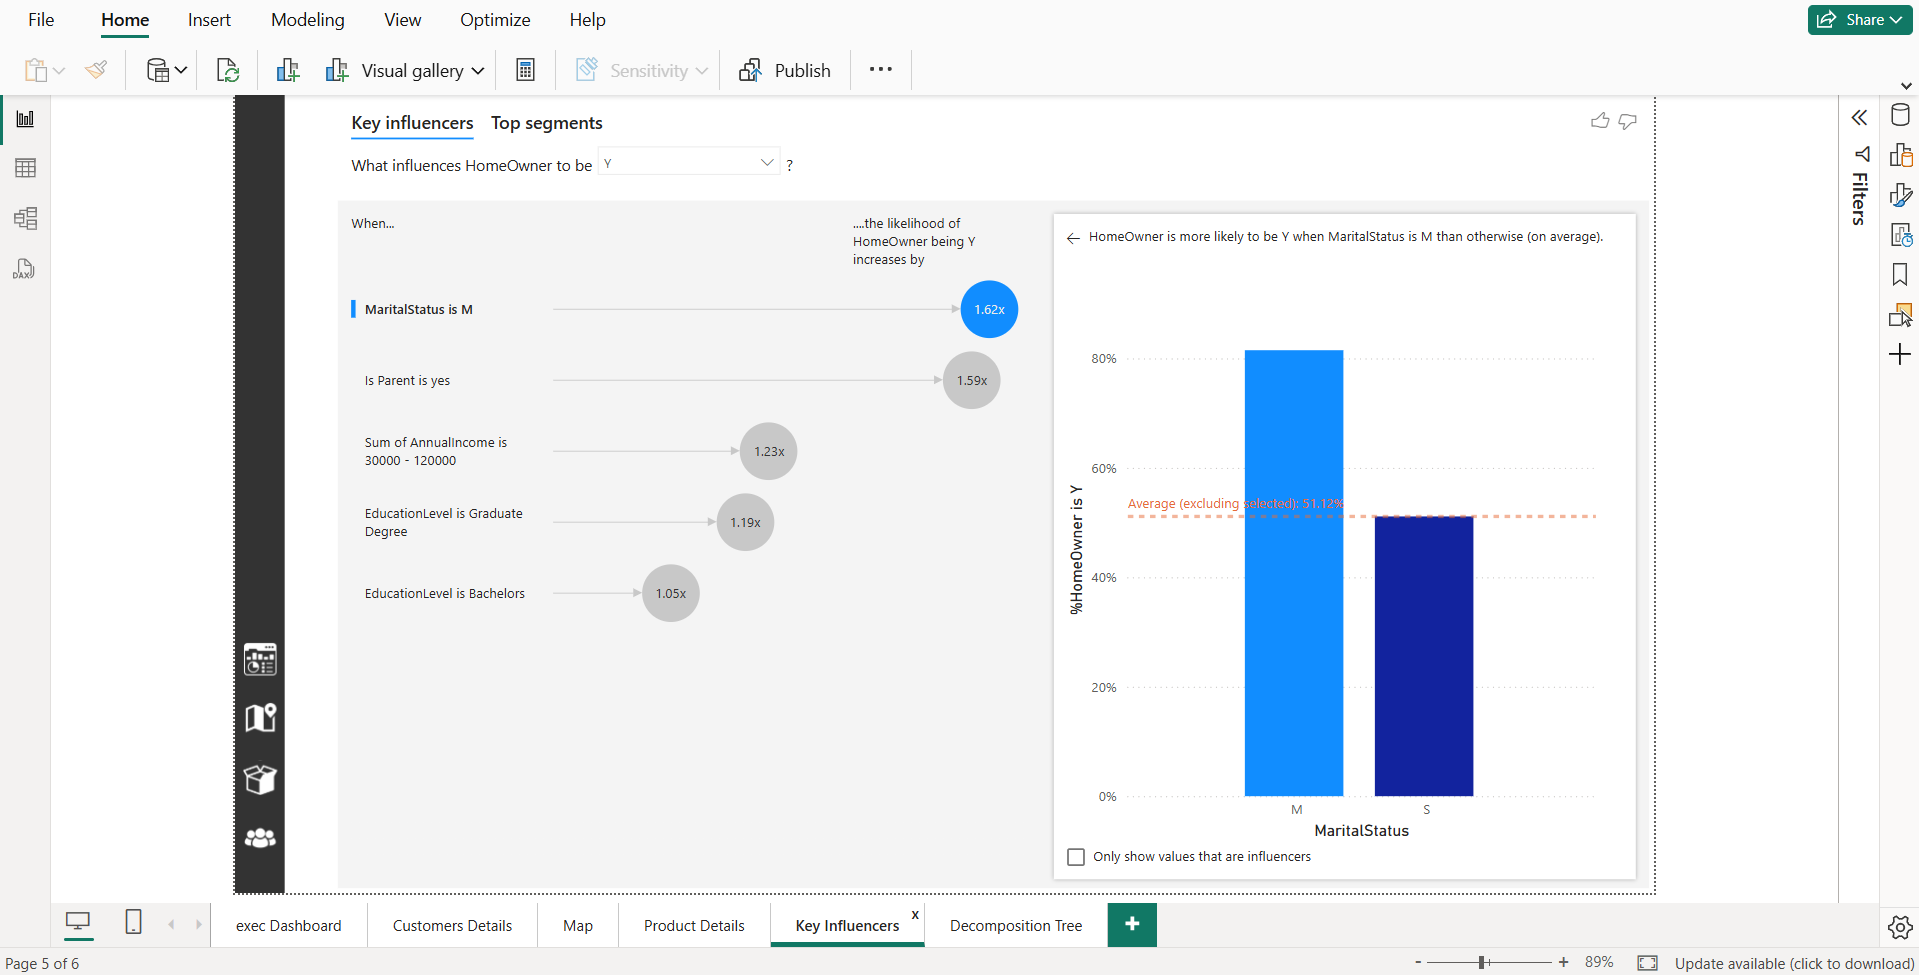 File Home Insert Modeling View Optimize Help Share
Visual gallery Sensitivity Publish
Key influencers Top segments
What influences HomeOwner to be Y ?
When...
....the likelihood of
HomeOwner being Y
increases by
MaritalStatus is M 1.62x
Is Parent is yes 1.59x
Sum of AnnualIncome is
30000 - 120000
1.23x
EducationLevel is Graduate
Degree
1.19x
EducationLevel is Bachelors 1.05x
HomeOwner is more likely to be Y when MaritalStatus is M than otherwise (on average).
80%
60%
Average (excluding selected): 51.12%
40%
20%
0%
%HomeOwner is Y
M S
MaritalStatus
Only show values that are influencers
Filters
DAX
exec Dashboard Customers Details Map Product Details Key Influencers x Decomposition Tree +
Page 5 of 6 - + 89% Update available (click to download)